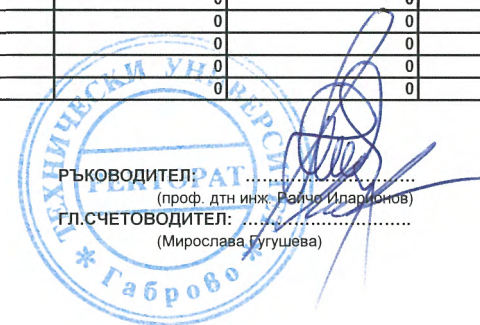 0 0
0 0
0 0
0 0
0 0
ТЕХНИЧЕСКИ УНИВЕРСИТЕТ
РЕКТОРАТ
* Габрово *
РЪКОВОДИТЕЛ: ..............................
(проф. дтн инж. Райчо Иларионов)
ГЛ.СЧЕТОВОДИТЕЛ: ..............................
(Мирослава Гугушева)